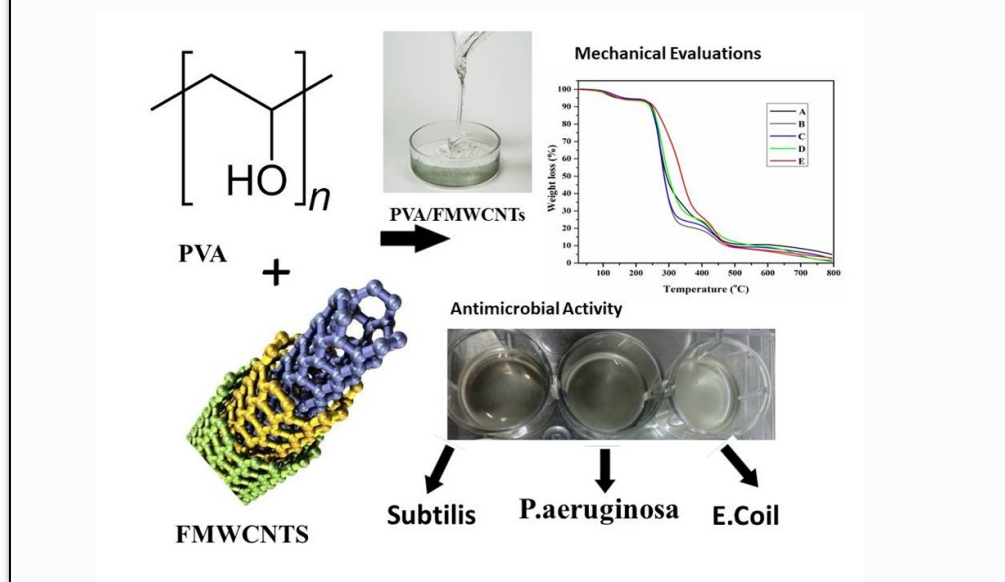 HO
n
PVA
+
FMWCNTS
PVA/FMWCNTs
Mechanical Evaluations
Weight loss (%)
100
90
80
70
60
50
40
30
20
10
0
A
B
C
D
E
100 200 300 400 500 600 700 800
Temperature (°C)
Antimicrobial Activity
Subtilis P.aeruginosa E.Coil